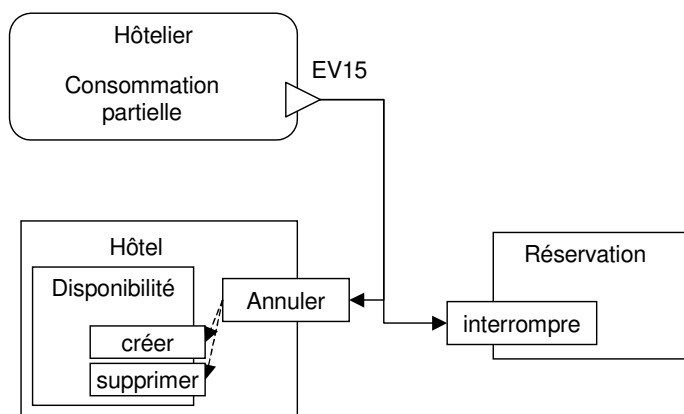 Hôtelier
EV15
Consommation
partielle
Hôtel
Réservation
Disponibilité
Annuler
interrompre
créer
supprimer